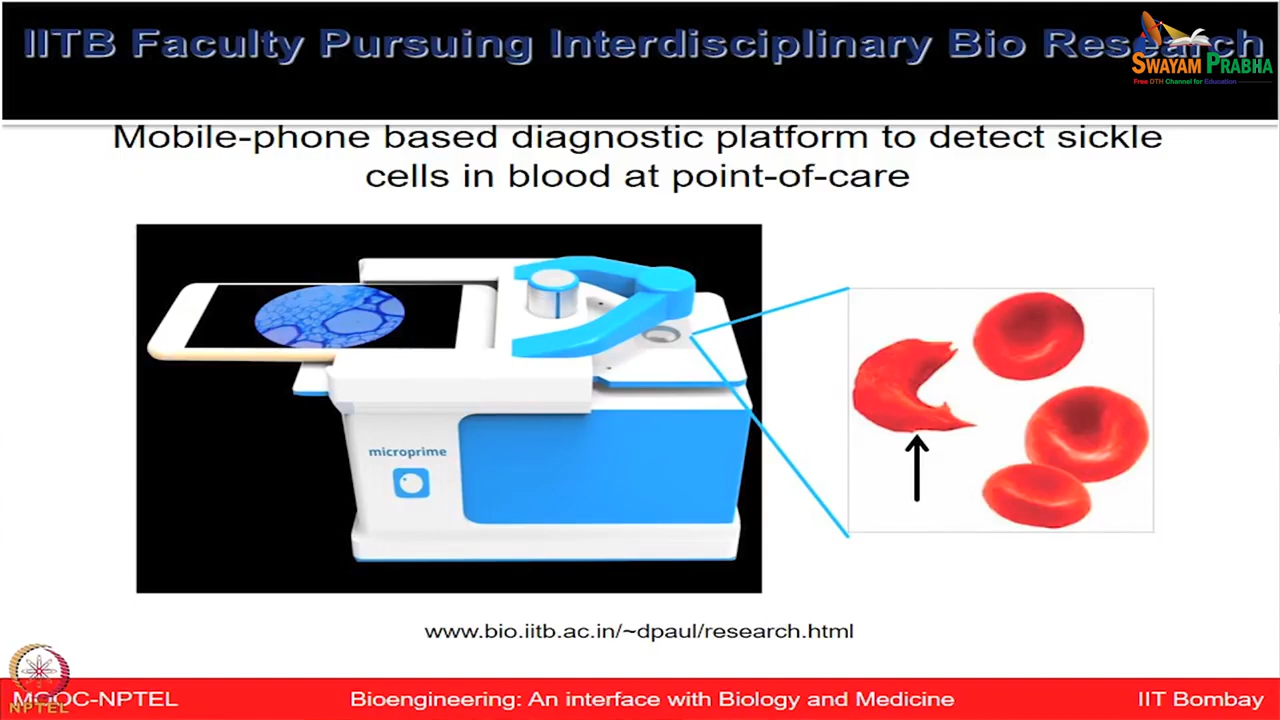 IITB Faculty Pursuing Interdisciplinary Bio Research
SWAYAM PRABHA
Free DTH Channel for Education
Mobile-phone based diagnostic platform to detect sickle
cells in blood at point-of-care
microprime
www.bio.iitb.ac.in/~dpaul/research.html
NPTEL
MOOC-NPTEL
Bioengineering: An interface with Biology and Medicine
IIT Bombay